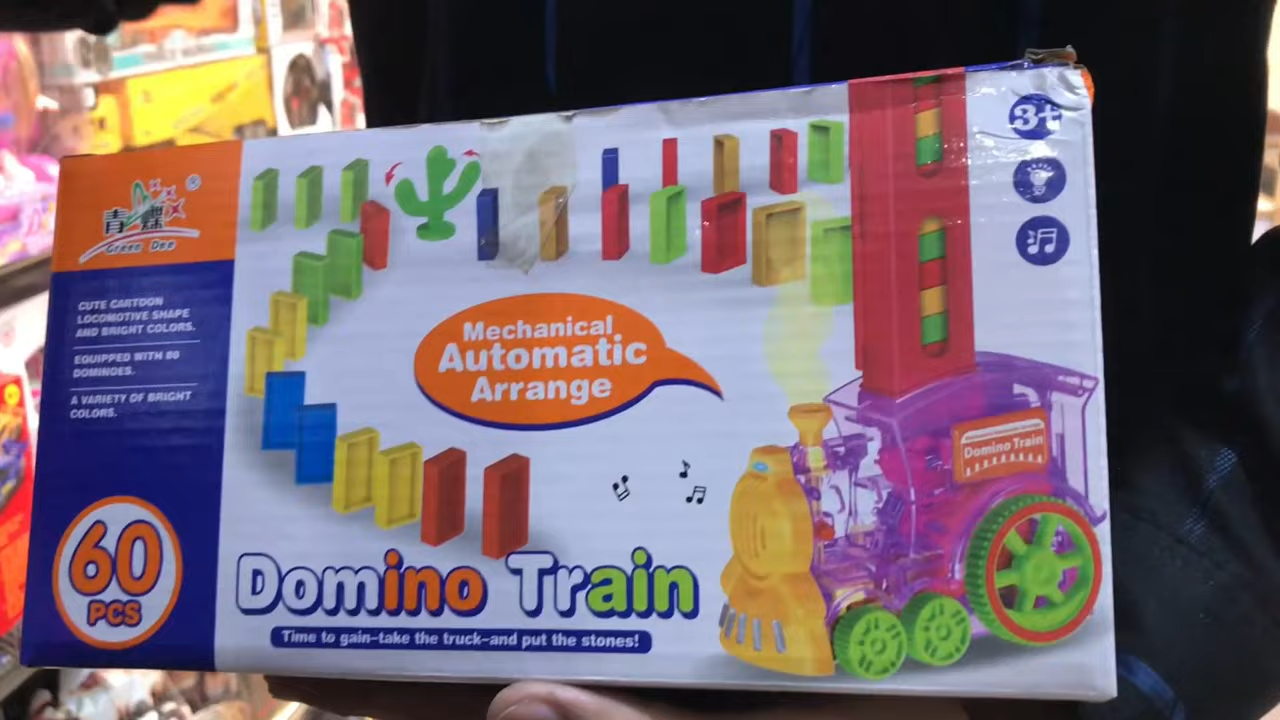 3+
青稞
®
Green Dee
CUTE CARTOON
LOCOMOTIVE SHAPE
AND BRIGHT COLORS.
EQUIPPED WITH 80
DOMINOES.
A VARIETY OF BRIGHT
COLORS.
Mechanical
Automatic
Arrange
Domino Train
60
PCS
Domino Train
Time to gain-take the truck-and put the stones!